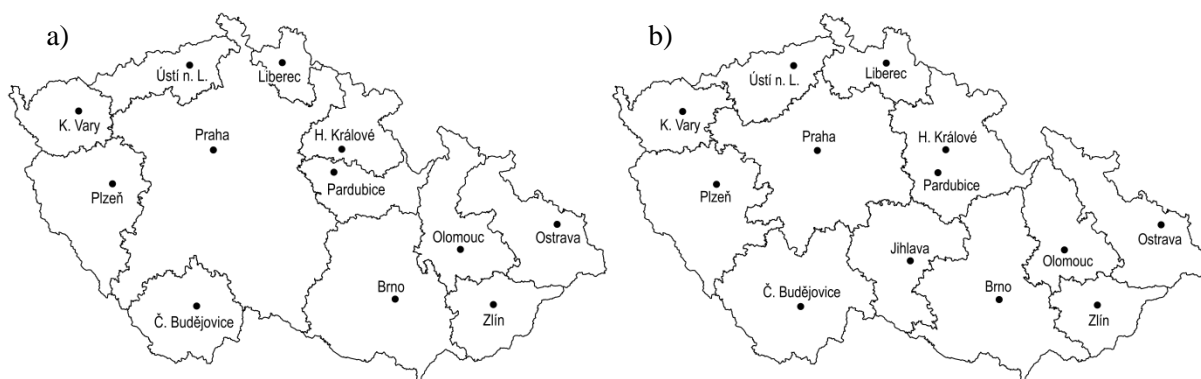 a)
Ústí n. L.
Liberec
K. Vary
Praha
H. Králové
Pardubice
Plzeň
Olomouc
Ostrava
Brno
Č. Budějovice
Zlín
b)
Ústí n. L.
Liberec
K. Vary
Praha
H. Králové
Pardubice
Plzeň
Jihlava
Olomouc
Ostrava
Č. Budějovice
Brno
Zlín